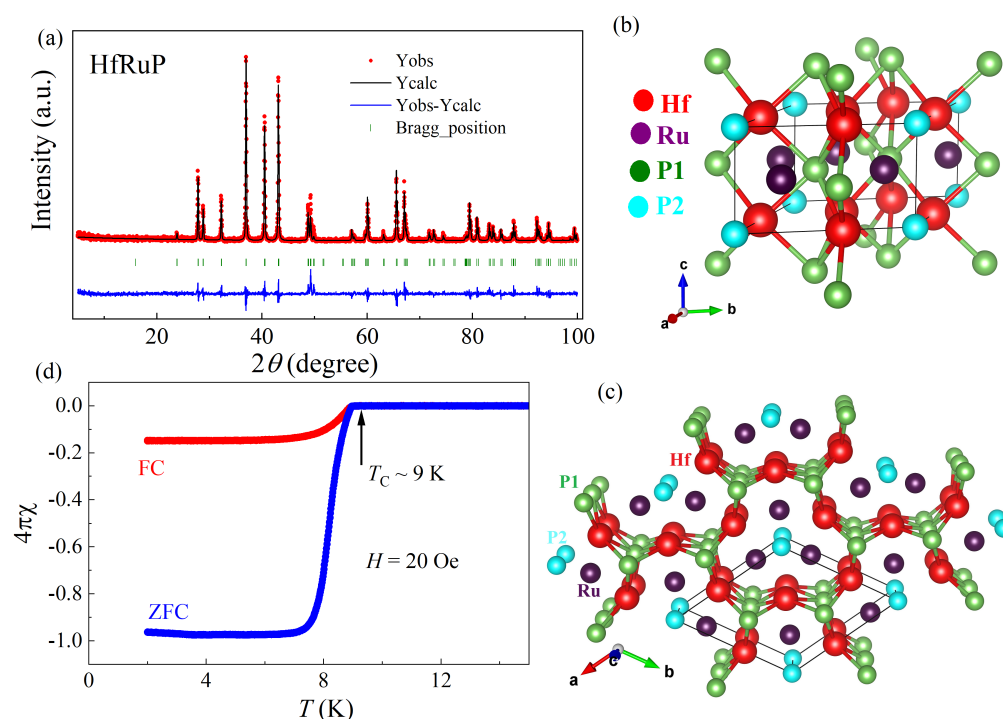 (a)
HfRuP
Yobs
Ycalc
Yobs-Ycalc
Bragg_position
Intensity (a.u.)
0 20 40 60 80 100
2θ (degree)
(b)
Hf
Ru
P1
P2
c
a
b
(d)
0.0
-0.2
-0.4
-0.6
-0.8
-1.0
4πχ
FC
TC ~ 9 K
H = 20 Oe
ZFC
0 4 8 12
T (K)
(c)
Hf
P1
P2
Ru
c
a
b